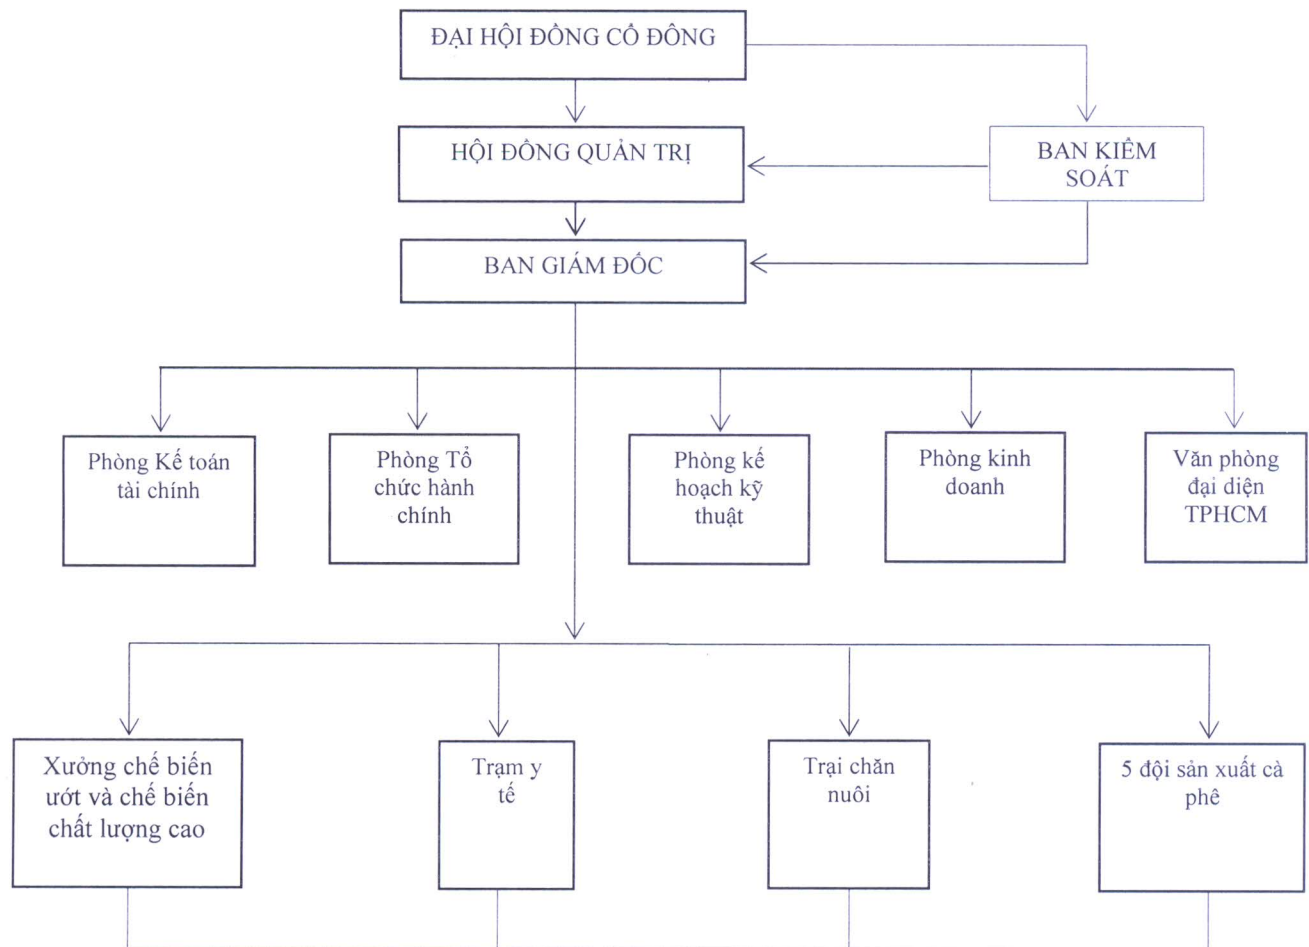 ĐẠI HỘI ĐỒNG CỔ ĐÔNG
HỘI ĐỒNG QUẢN TRỊ
BAN KIỂM
SOÁT
BAN GIÁM ĐỐC
Phòng Kế toán
tài chính
Phòng Tổ
chức hành
chính
Phòng kế
hoạch kỹ
thuật
Phòng kinh
doanh
Văn phòng
đại diện
TPHCM
Xưởng chế biến
ướt và chế biến
chất lượng cao
Trạm y
tế
Trại chăn
nuôi
5 đội sản xuất cà
phê